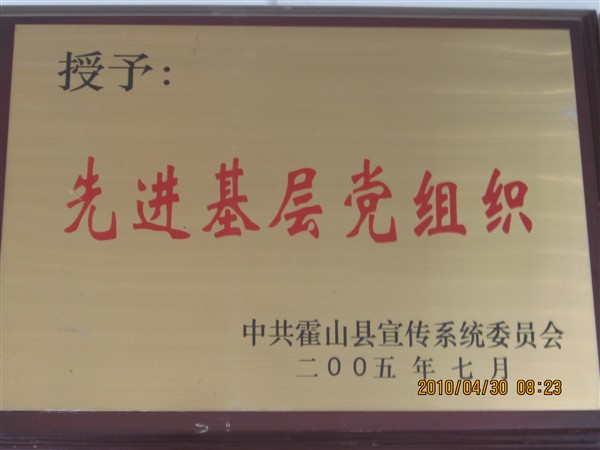 授予：
先进基层党组织
中共霍山县宣传系统委员会
二00五年七月
2010/04/30 08:23